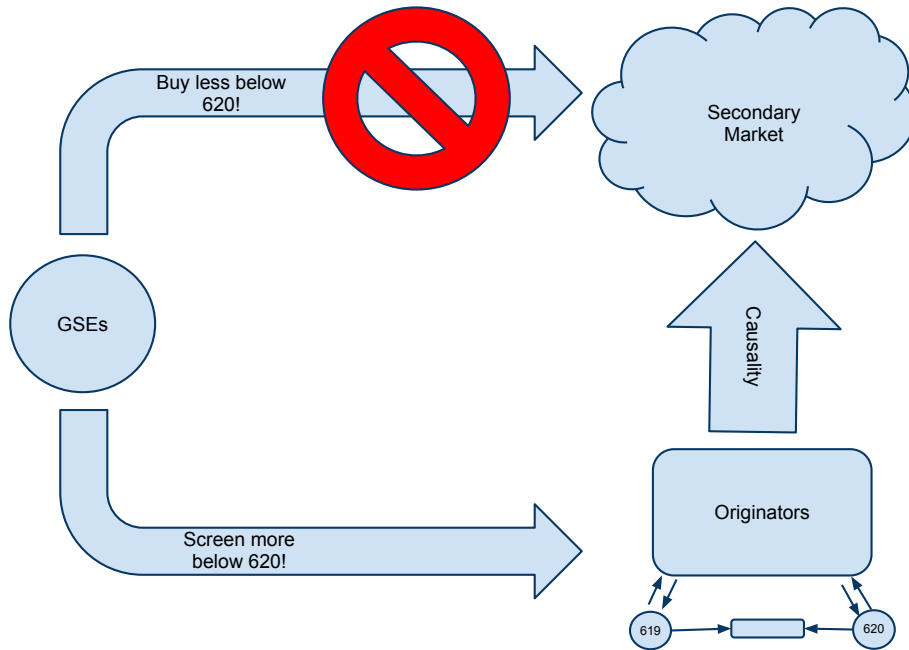 Buy less below
620!
Secondary
Market
GSEs
Causality
Originators
Screen more
below 620!
619
620